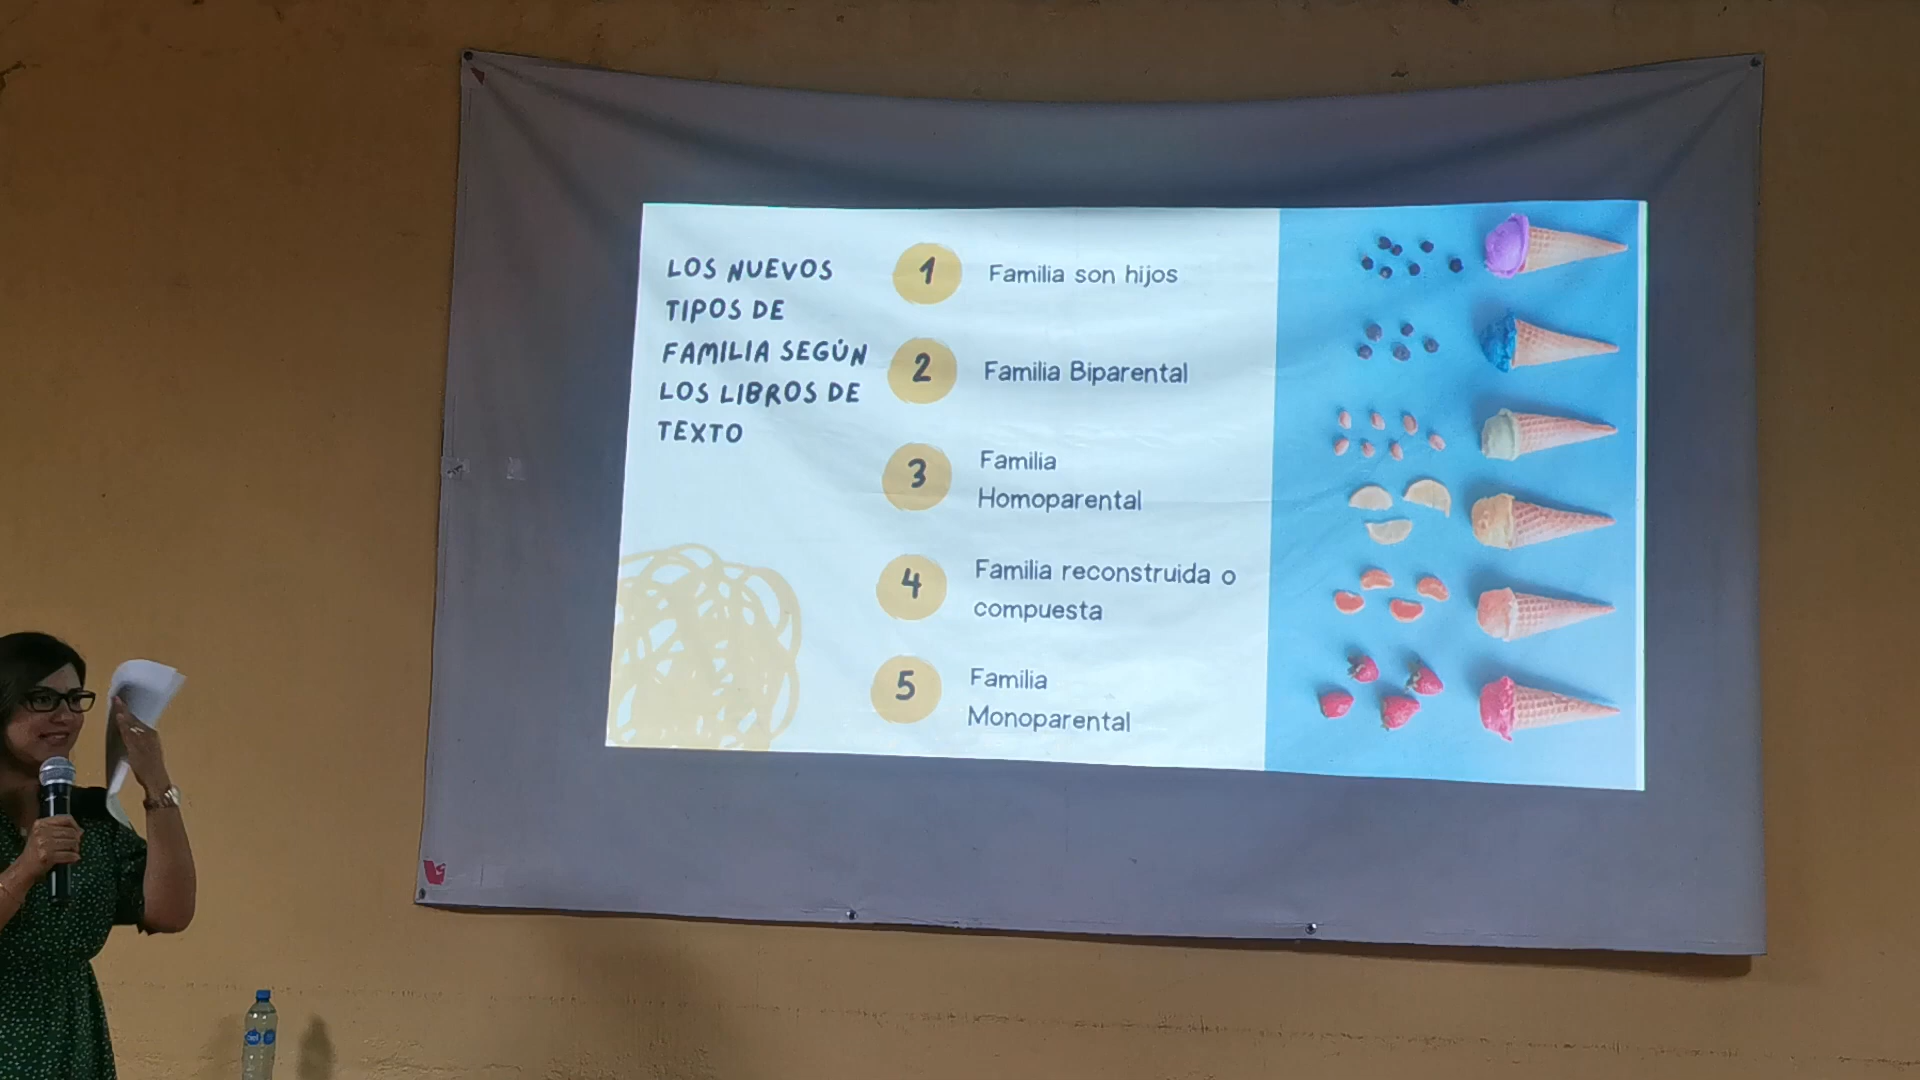 LOS NUEVOS
TIPOS DE
FAMILIA SEGÚN
LOS LIBROS DE
TEXTO
1 Familia son hijos
2 Familia Biparental
3 Familia
Homoparental
4 Familia reconstruida o
compuesta
5 Familia
Monoparental